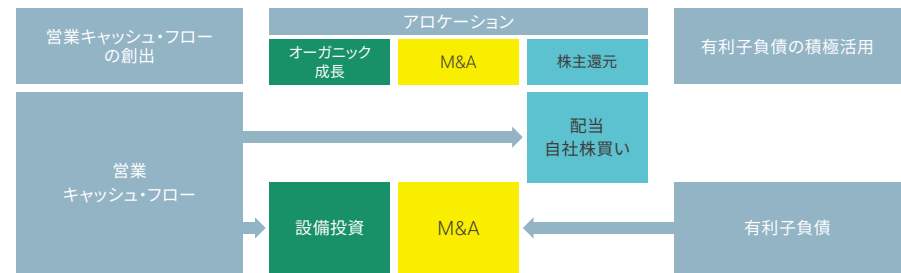 営業キャッシュ・フロー
の創出
アロケーション
オーガニック
成長
M&A
株主還元
有利子負債の積極活用
営業
キャッシュ・フロー
配当
自社株買い
設備投資
M&A
有利子負債